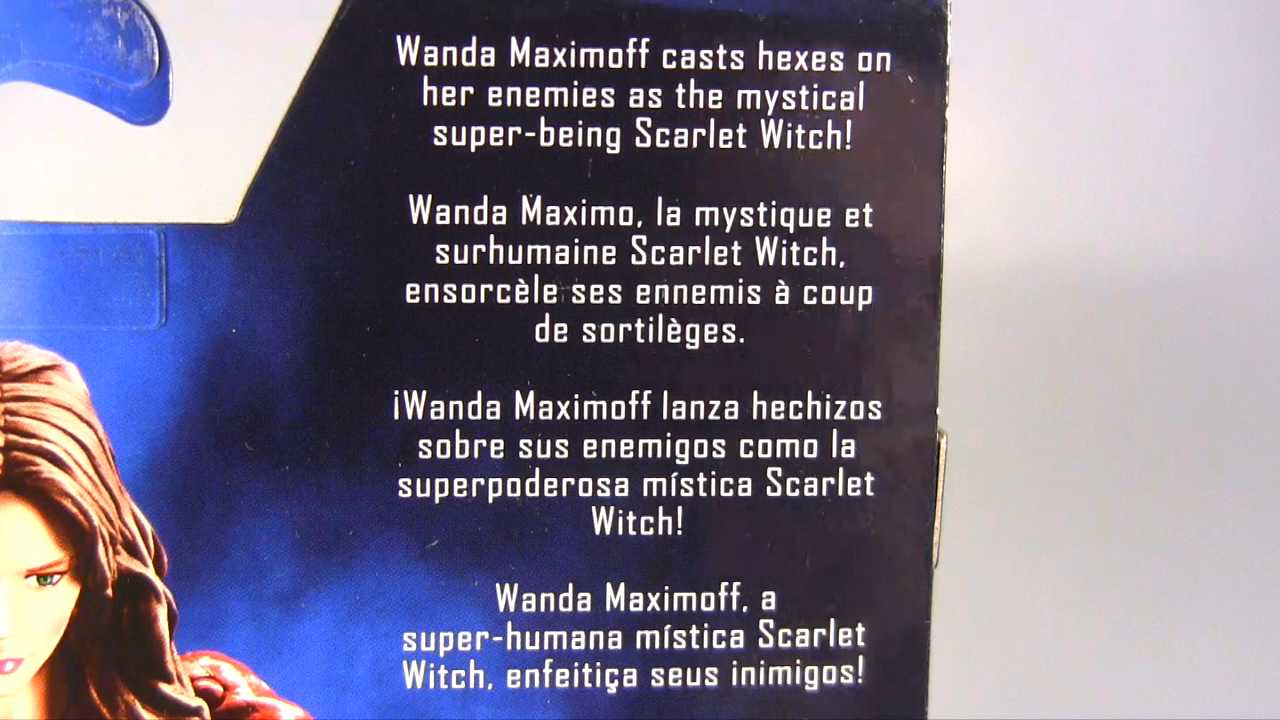 Wanda Maximoff casts hexes on
her enemies as the mystical
super-being Scarlet Witch!
Wanda Maximo, la mystique et
surhumaine Scarlet Witch,
ensorcèle ses ennemis à coup
de sortilèges.
¡Wanda Maximoff lanza hechizos
sobre sus enemigos como la
superpoderosa mística Scarlet
Witch!
Wanda Maximoff, a
super-humana mística Scarlet
Witch, enfeitiça seus inimigos!